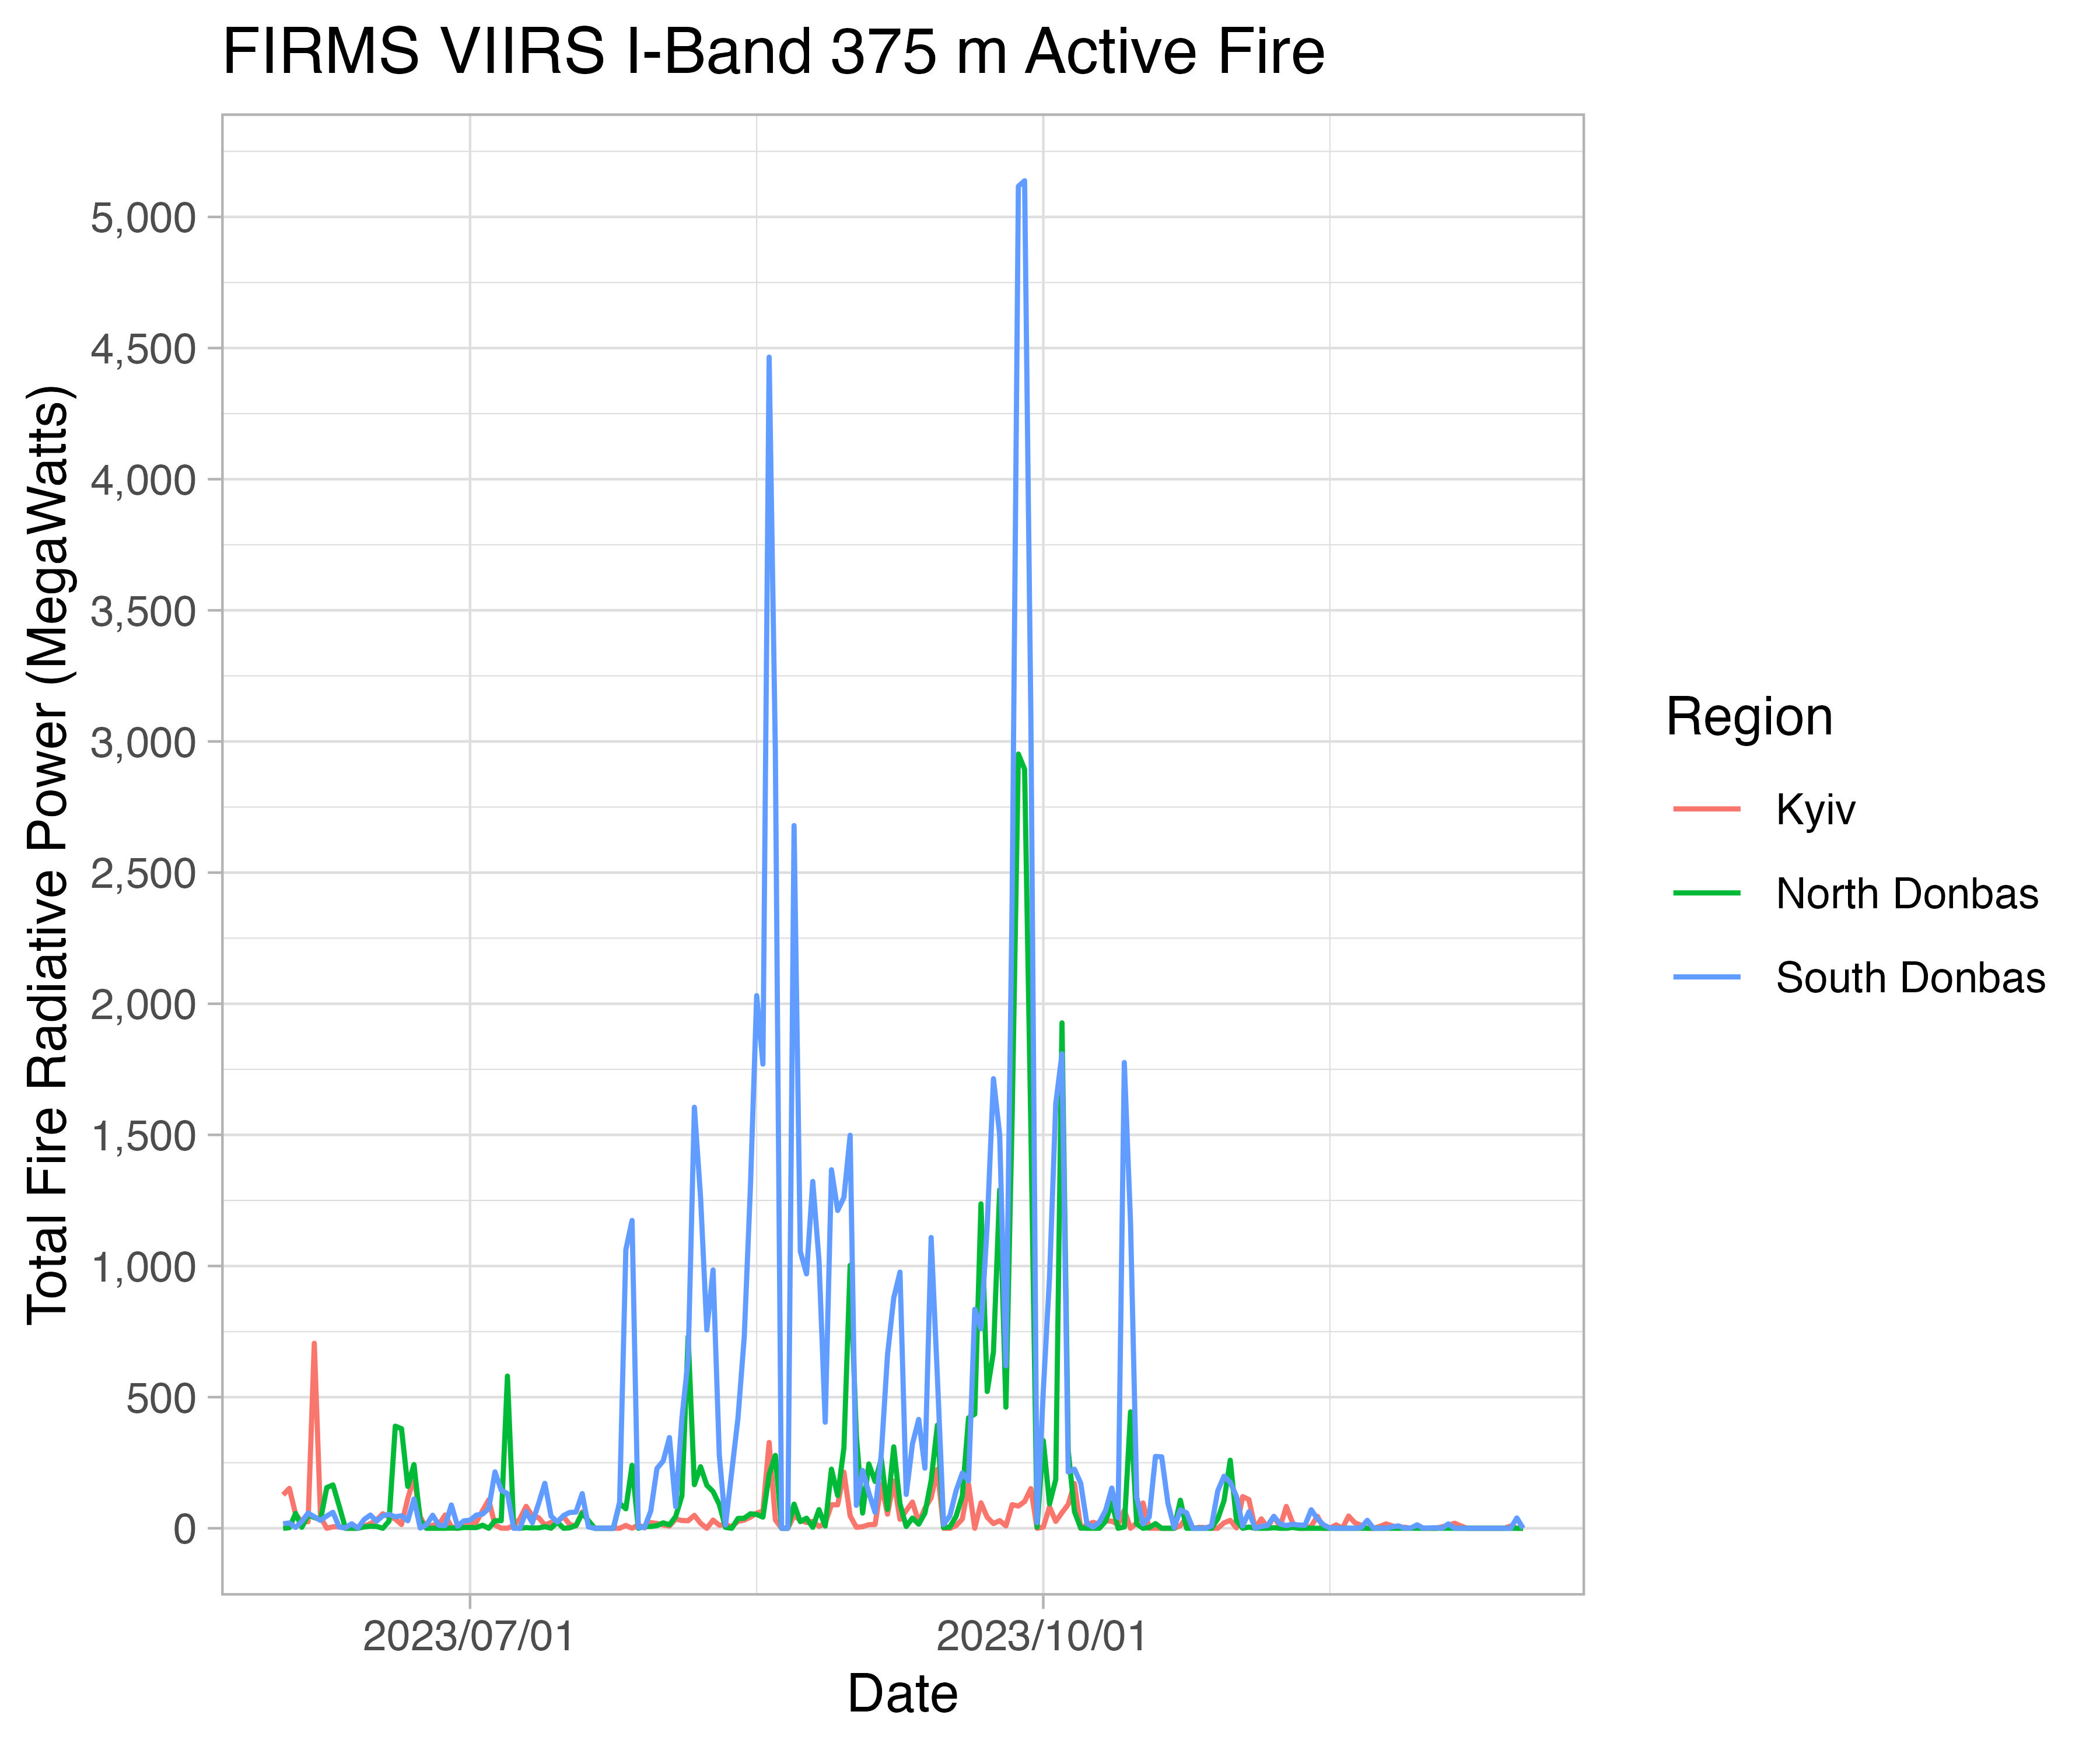 FIRMS VIIRS I-Band 375 m Active Fire
Total Fire Radiative Power (MegaWatts)
5,000
4,500
4,000
3,500
3,000
2,500
2,000
1,500
1,000
500
0
2023/07/01
2023/10/01
Date
Region
Kyiv
North Donbas
South Donbas